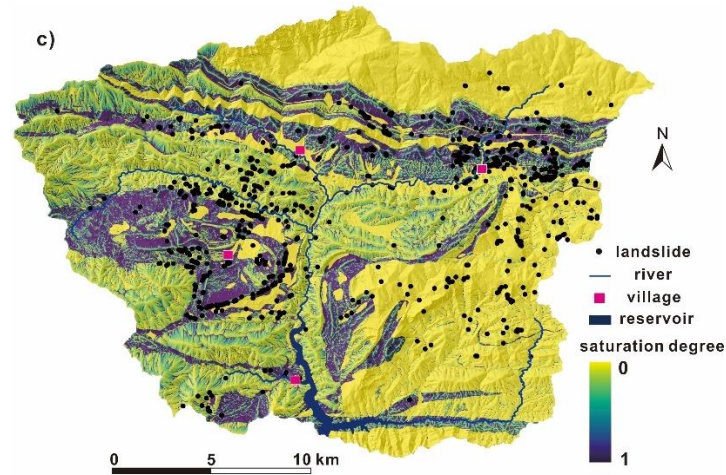 c)
N
landslide
river
village
reservoir
saturation degree
0
1
0 5 10 km